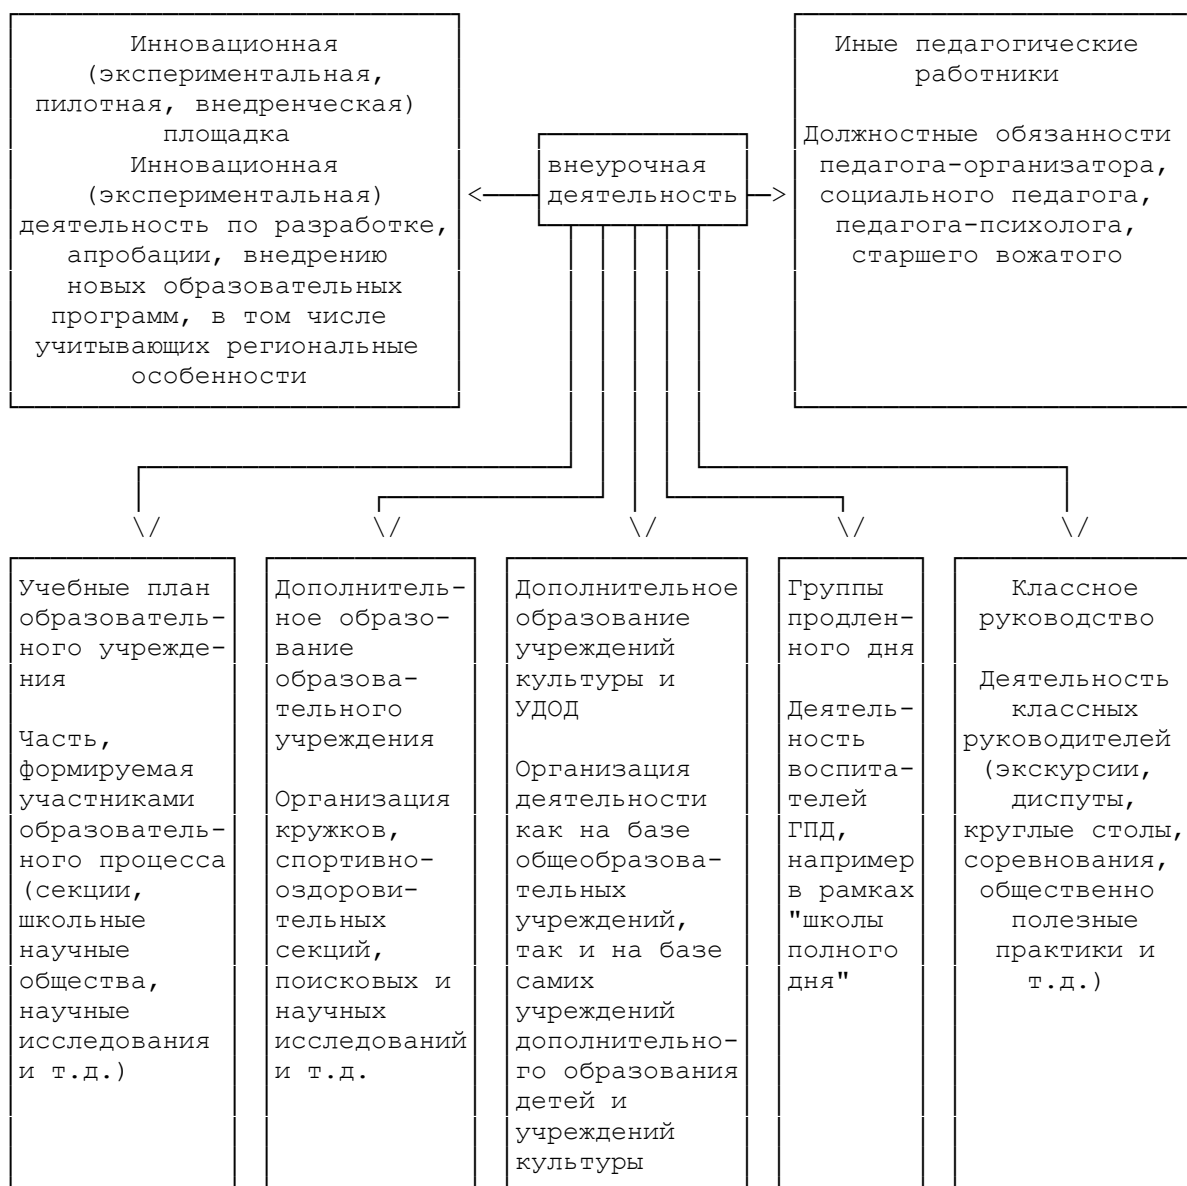 Инновационная
(экспериментальная,
пилотная, внедренческая)
площадка
Инновационная
(экспериментальная)
деятельность по разработке,
апробации, внедрению
новых образовательных
программ, в том числе
учитывающих региональные
особенности
внеурочная
деятельность
Иные педагогические
работники
Должностные обязанности
педагога-организатора,
социального педагога,
педагога-психолога,
старшего вожатого
Учебные план
образователь-
ного учрежде-
ния
Часть,
формируемая
участниками
образователь-
ного процесса
(секции,
школьные
научные
общества,
научные
исследования
и т.д.)
Дополнитель-
ное образо-
вание
образова-
тельного
учреждения
Организация
кружков,
спортивно-
оздорови-
тельных
секций,
поисковых и
научных
исследований
и т.д.
Дополнительное
образование
учреждений
культуры и
УДОД
Организация
деятельности
как на базе
общеобразова-
тельных
учреждений,
так и на базе
самих
учреждений
дополнительно-
го образования
детей и
учреждений
культуры
Группы
продлен-
ного дня
Деятель-
ность
воспита-
телей
ГПД,
например
в рамках
"школы
полного
дня"
Классное
руководство
Деятельность
классных
руководителей
(экскурсии,
диспуты,
круглые столы,
соревнования,
общественно
полезные
практики и
т.д.)